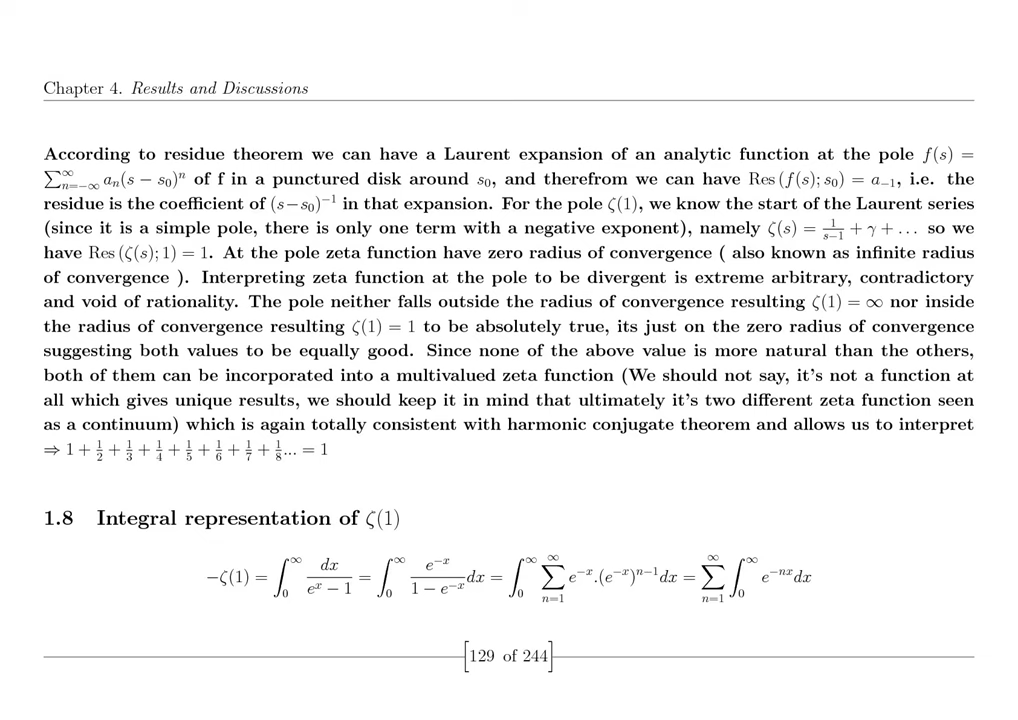 Chapter 4. Results and Discussions
According to residue theorem we can have a Laurent expansion of an analytic function at the pole f(s) =
∑_{n=−∞}^{∞} a_n(s − s_0)^n of f in a punctured disk around s_0, and therefrom we can have Res (f(s); s_0) = a_{−1}, i.e. the
residue is the coefficient of (s−s_0)^{−1} in that expansion. For the pole ζ(1), we know the start of the Laurent series
(since it is a simple pole, there is only one term with a negative exponent), namely ζ(s) = 1/(s−1) + γ + . . . so we
have Res (ζ(s); 1) = 1. At the pole zeta function have zero radius of convergence ( also known as infinite radius
of convergence ). Interpreting zeta function at the pole to be divergent is extreme arbitrary, contradictory
and void of rationality. The pole neither falls outside the radius of convergence resulting ζ(1) = ∞ nor inside
the radius of convergence resulting ζ(1) = 1 to be absolutely true, its just on the zero radius of convergence
suggesting both values to be equally good. Since none of the above value is more natural than the others,
both of them can be incorporated into a multivalued zeta function (We should not say, it's not a function at
all which gives unique results, we should keep it in mind that ultimately it's two different zeta function seen
as a continuum) which is again totally consistent with harmonic conjugate theorem and allows us to interpret
⇒ 1 + 1/2 + 1/3 + 1/4 + 1/5 + 1/6 + 1/7 + 1/8... = 1
1.8 Integral representation of ζ(1)
−ζ(1) = ∫_0^∞ dx/(e^x − 1) = ∫_0^∞ e^{−x}/(1 − e^{−x}) dx = ∫_0^∞ ∑_{n=1}^∞ e^{−x}.(e^{−x})^{n−1} dx = ∑_{n=1}^∞ ∫_0^∞ e^{−nx} dx
[129 of 244]